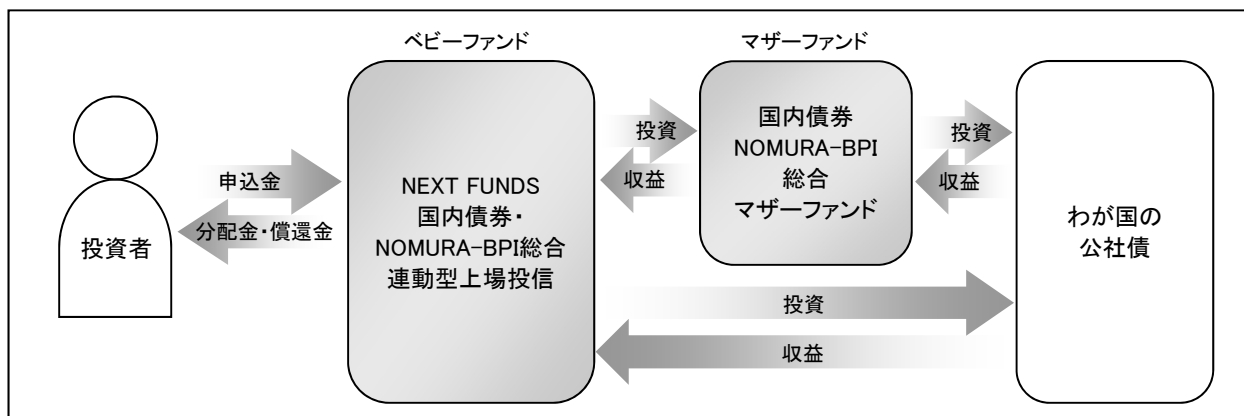 ベビーファンド
マザーファンド
投資者
申込金
分配金・償還金
NEXT FUNDS
国内債券・
NOMURA-BPI総合
連動型上場投信
投資
収益
国内債券
NOMURA-BPI
総合
マザーファンド
投資
収益
投資
収益
わが国の
公社債